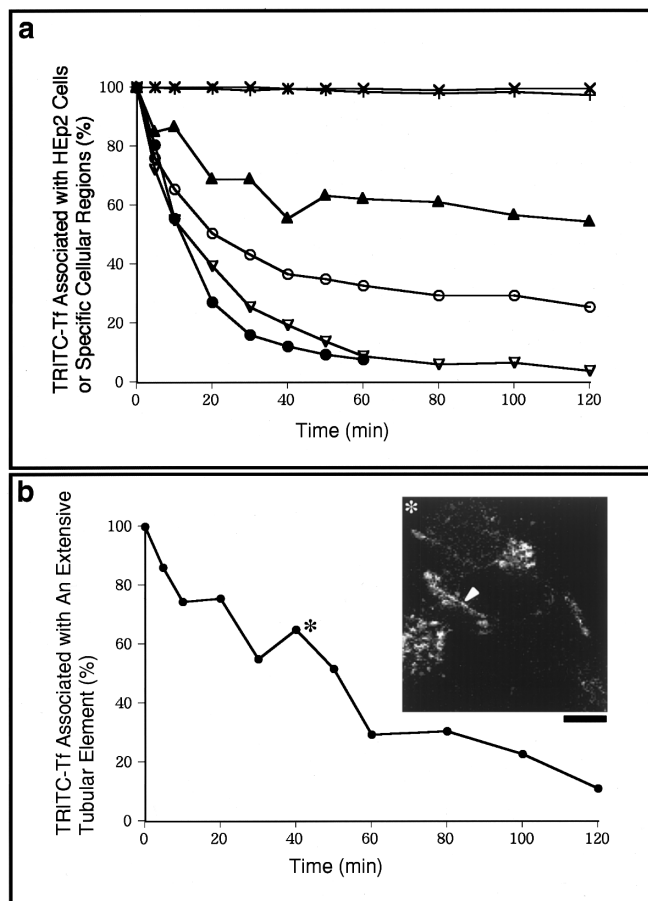 a
TRITC-Tf Associated with HEp2 Cells
or Specific Cellular Regions (%)
100
80
60
40
20
0
0 20 40 60 80 100 120
Time (min)
b
TRITC-Tf Associated with An Extensive
Tubular Element (%)
100
80
60
40
20
0
*
*
0 20 40 60 80 100 120
Time (min)